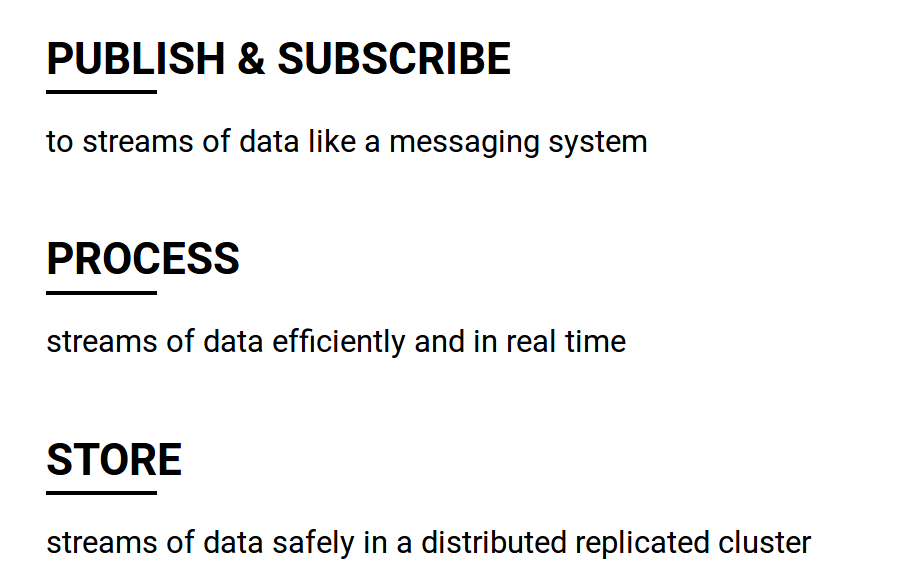 PUBLISH & SUBSCRIBE
to streams of data like a messaging system
PROCESS
streams of data efficiently and in real time
STORE
streams of data safely in a distributed replicated cluster